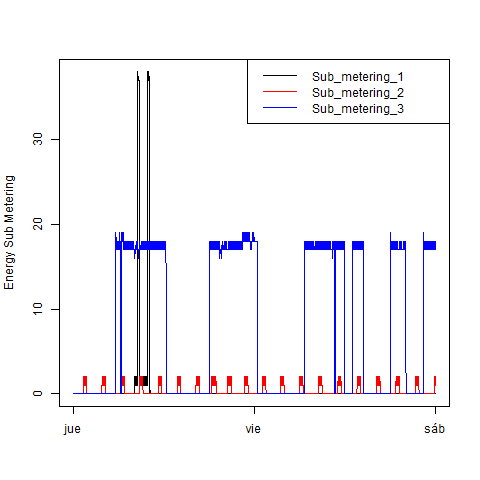 Sub_metering_1
Sub_metering_2
Sub_metering_3
Energy Sub Metering
30
20
10
0
jue vie sáb